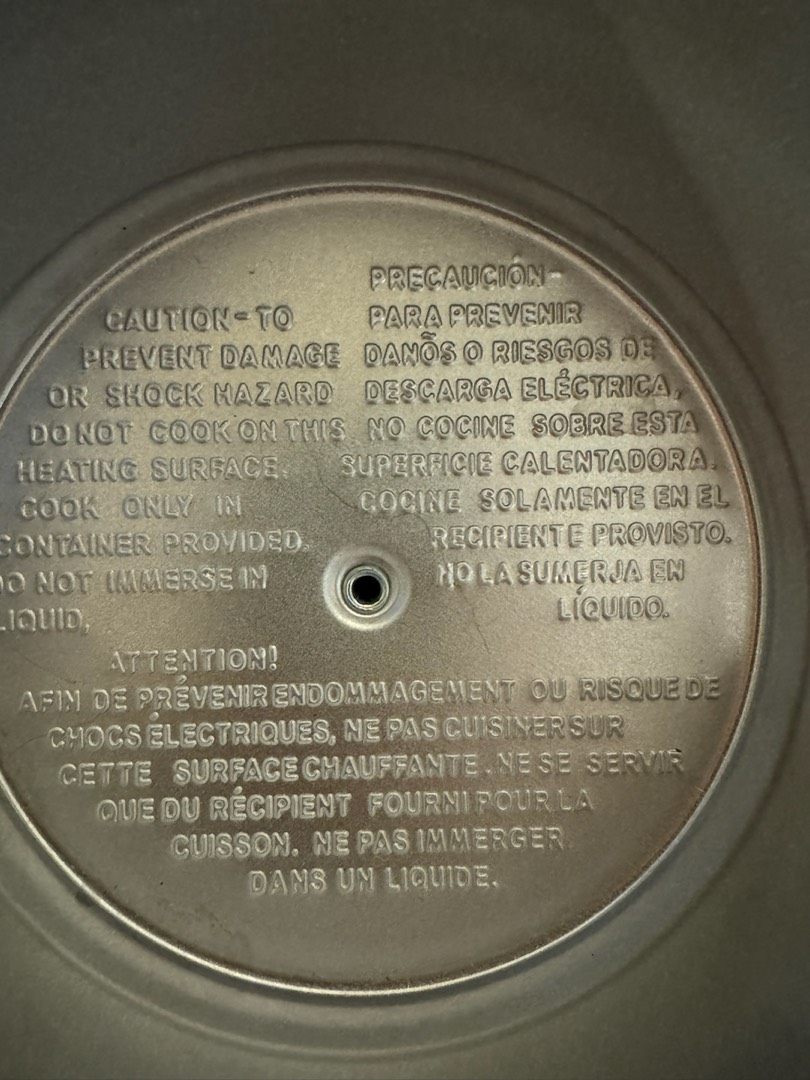 CAUTION - TO
PREVENT DAMAGE
OR SHOCK HAZARD
DO NOT COOK ON THIS
HEATING SURFACE.
COOK ONLY IN
CONTAINER PROVIDED.
DO NOT IMMERSE IN
LIQUID,
PRECAUCIÓN-
PARA PREVENIR
DANÕS O RIESGOS DE
DESCARGA ELÉCTRICA,
NO COCINE SOBRE ESTA
SUPERFICIE CALENTADORA.
COCINE SOLAMENTE EN EL
RECIPIENTE PROVISTO.
NO LA SUMERJA EN
LÍQUIDO.
ATTENTION!
AFIN DE PRÉVENIR ENDOMMAGEMENT OU RISQUE DE
CHOCS ÉLECTRIQUES, NE PAS CUISINER SUR
CETTE SURFACE CHAUFFANTE. NE SE SERVIR
QUE DU RÉCIPIENT FOURNI POUR LA
CUISSON. NE PAS IMMERGER
DANS UN LIQUIDE.